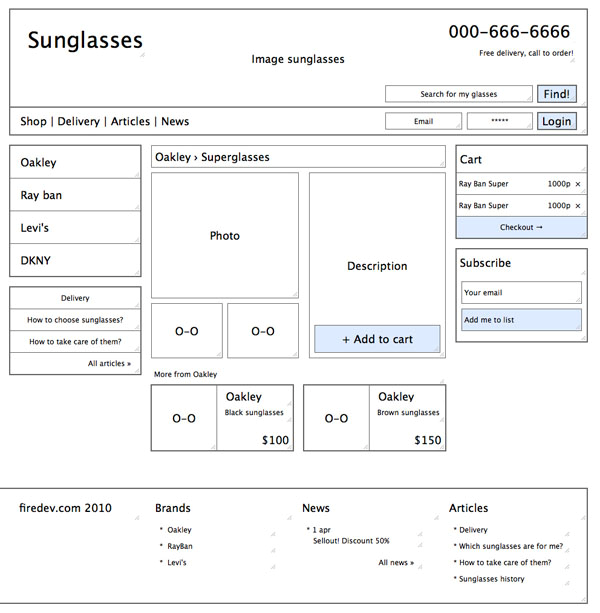 Sunglasses
000-666-6666
Image sunglasses
Free delivery, call to order!
Search for my glasses
Find!
Shop | Delivery | Articles | News
Email
*****
Login
Oakley
Ray ban
Levi's
DKNY
Delivery
How to choose sunglasses?
How to take care of them?
All articles »
Oakley › Superglasses
Photo
O-O
O-O
Description
+ Add to cart
More from Oakley
O-O
Oakley
Black sunglasses
$100
O-O
Oakley
Brown sunglasses
$150
Cart
Ray Ban Super 1000p ×
Ray Ban Super 1000p ×
Checkout →
Subscribe
Your email
Add me to list
firedev.com 2010
Brands
* Oakley
* RayBan
* Levi's
News
* 1 apr
Sellout! Discount 50%
All news »
Articles
* Delivery
* Which sunglasses are for me?
* How to take care of them?
* Sunglasses history